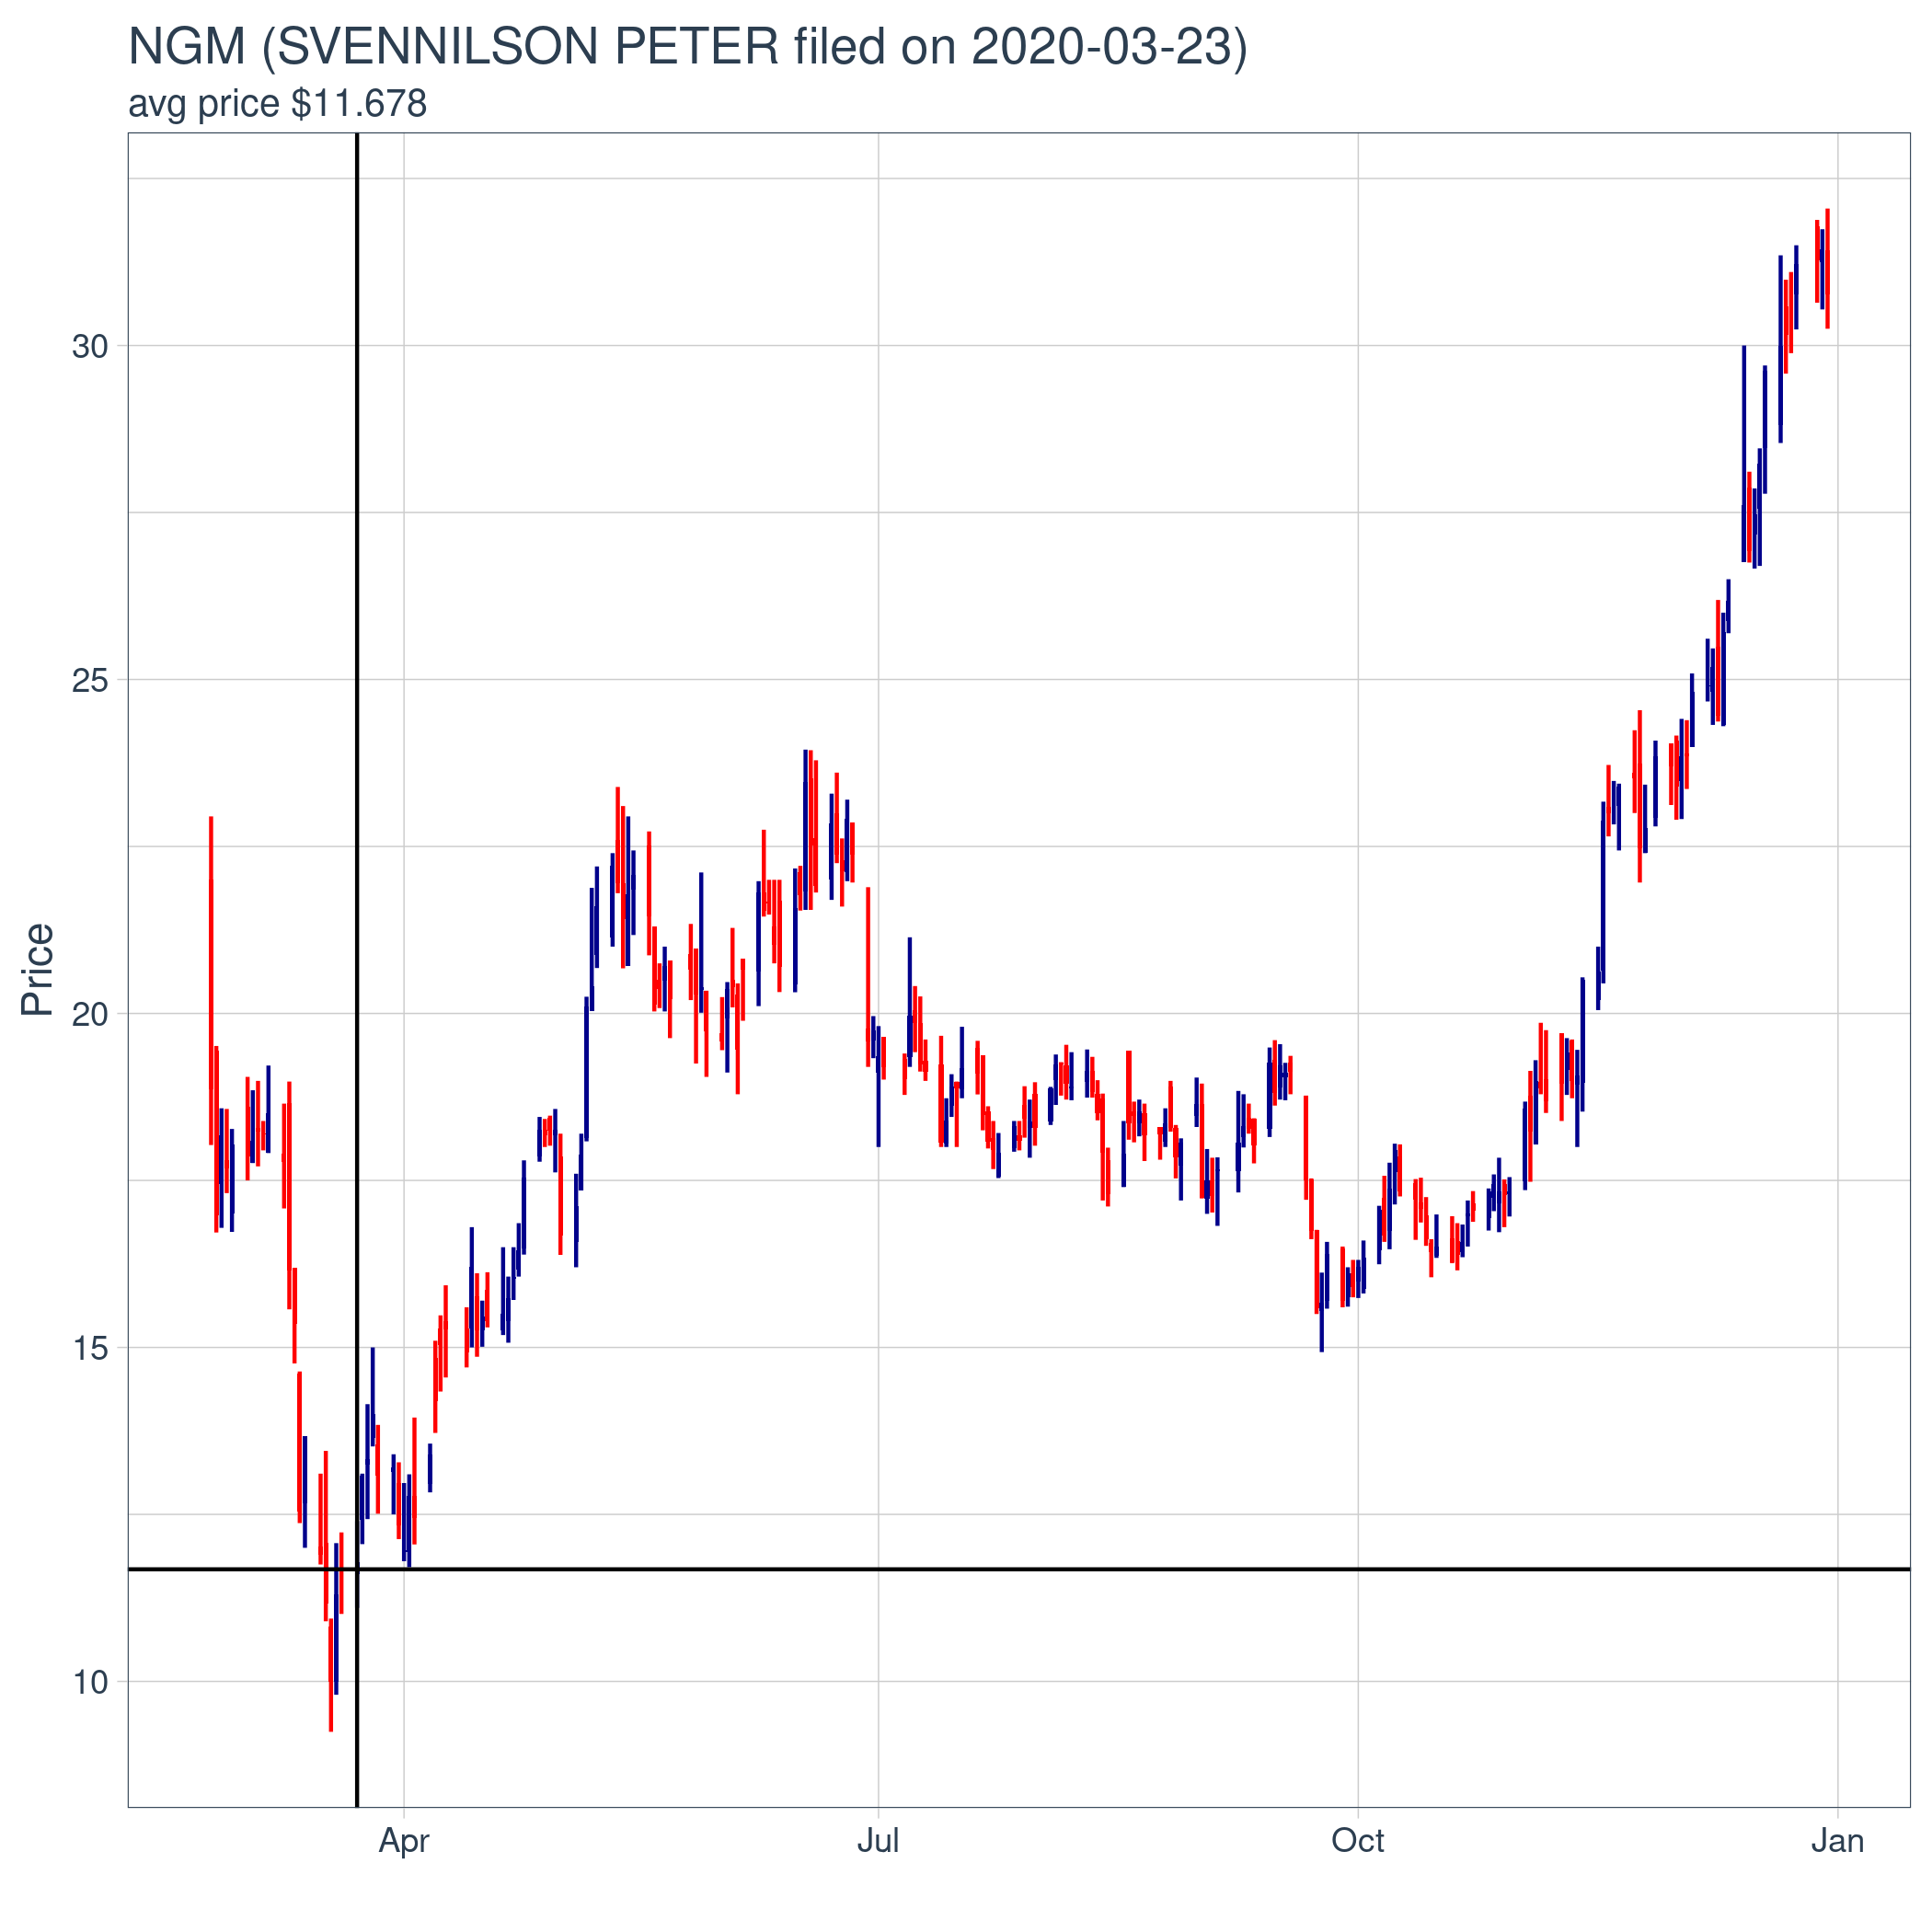 NGM (SVENNILSON PETER filed on 2020-03-23)
avg price $11.678
Price
30
25
20
15
10
Apr
Jul
Oct
Jan